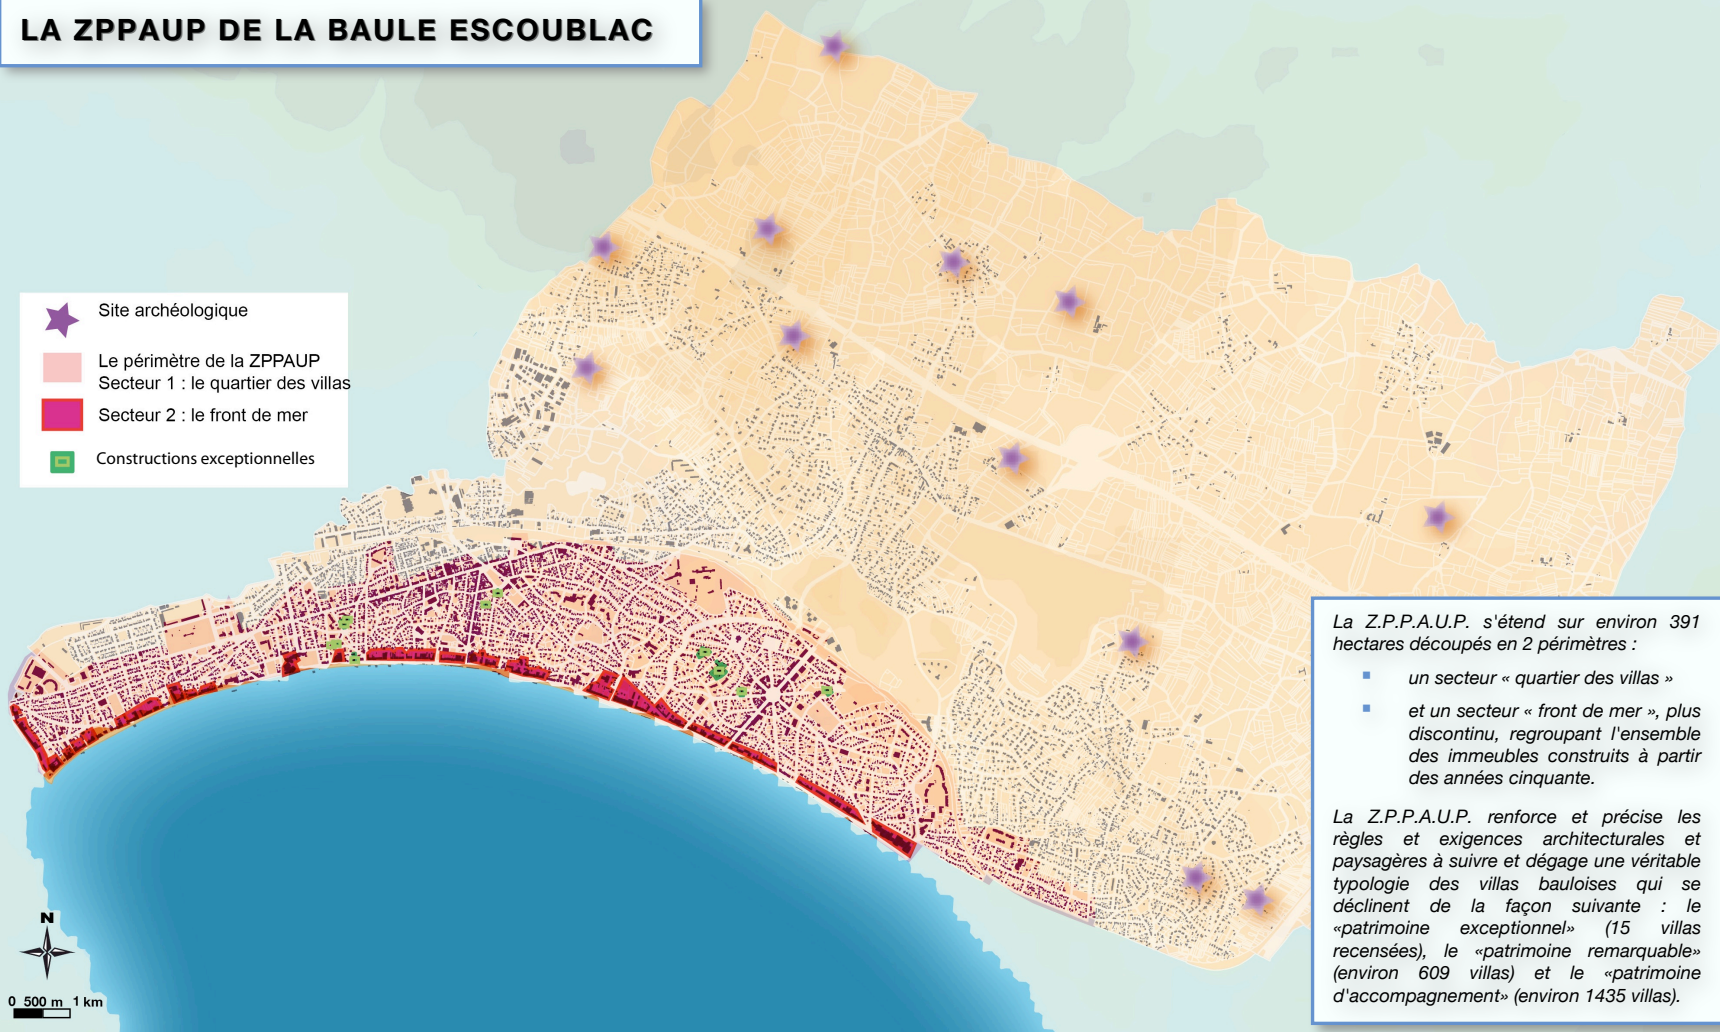 LA ZPPAUP DE LA BAULE ESCOUBLAC
Site archéologique
Le périmètre de la ZPPAUP
Secteur 1 : le quartier des villas
Secteur 2 : le front de mer
Constructions exceptionnelles
La Z.P.P.A.U.P. s'étend sur environ 391
hectares découpés en 2 périmètres :
un secteur « quartier des villas »
et un secteur « front de mer », plus
discontinu, regroupant l'ensemble
des immeubles construits à partir
des années cinquante.
La Z.P.P.A.U.P. renforce et précise les
règles et exigences architecturales et
paysagères à suivre et dégage une véritable
typologie des villas bauloises qui se
déclinent de la façon suivante : le
«patrimoine exceptionnel» (15 villas
recensées), le «patrimoine remarquable»
(environ 609 villas) et le «patrimoine
d'accompagnement» (environ 1435 villas).
N
0 500 m 1 km